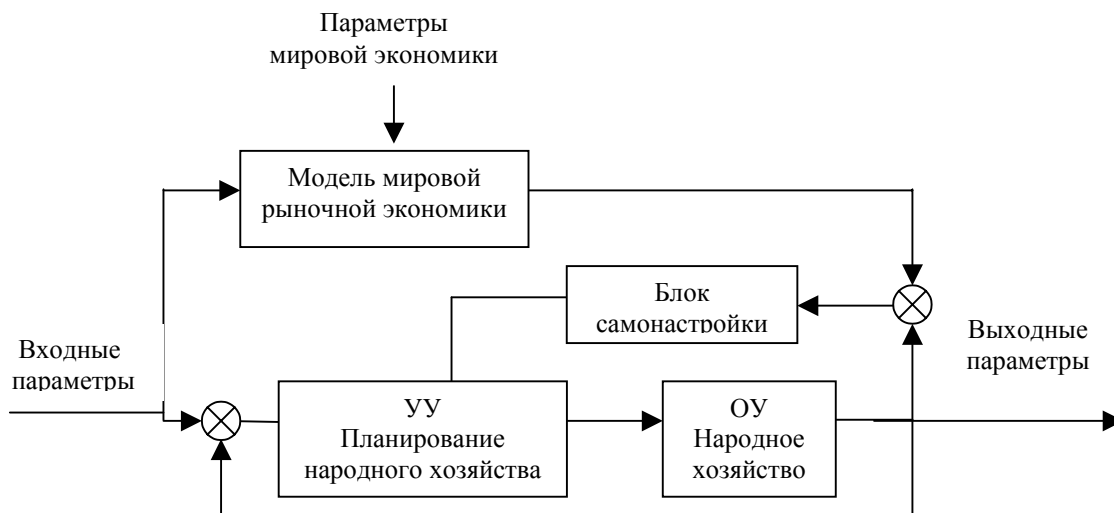 Параметры
мировой экономики
Модель мировой
рыночной экономики
Блок
самонастройки
Входные
параметры
Выходные
параметры
УУ
Планирование
народного хозяйства
ОУ
Народное
хозяйство